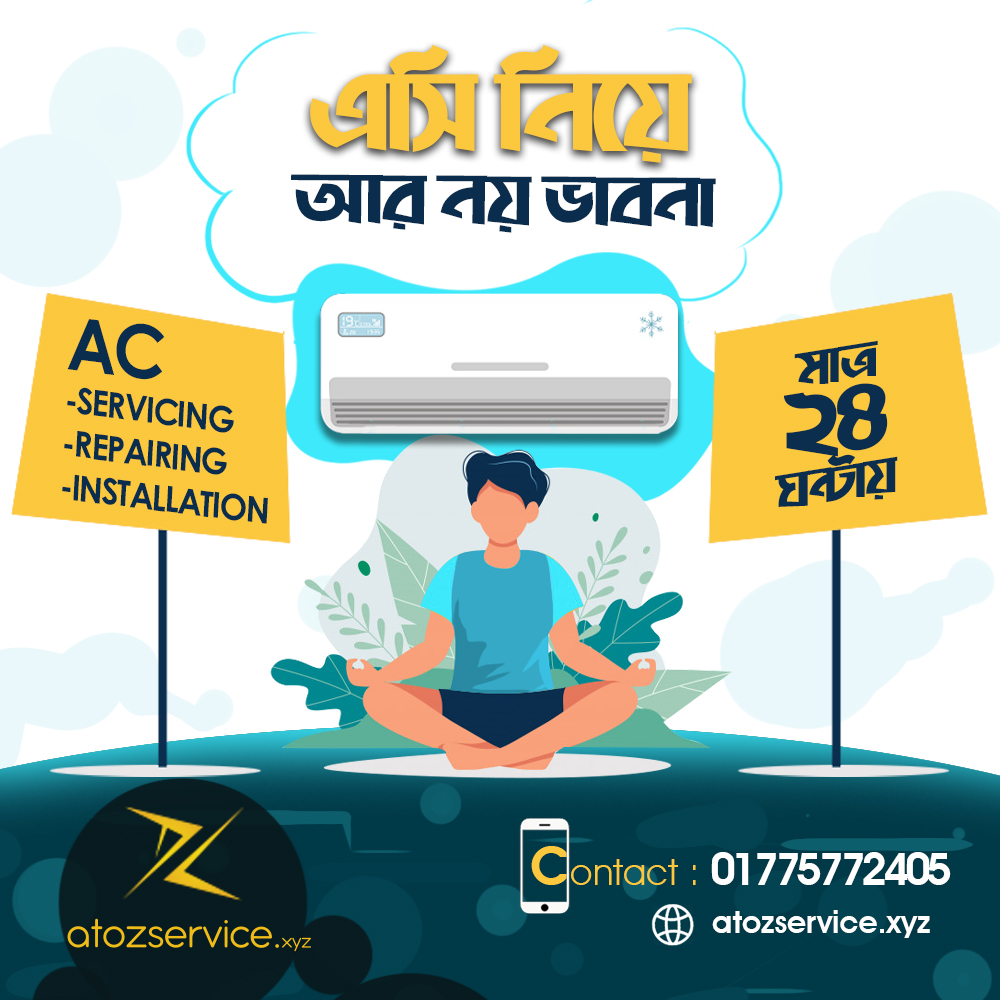 এসি নিয়ে
আর নয় ভাবনা
AC
-SERVICING
-REPAIRING
-INSTALLATION
মাত্র
২৪
ঘন্টায়
Contact : 01775772405
atozservice.xyz
atozservice.xyz